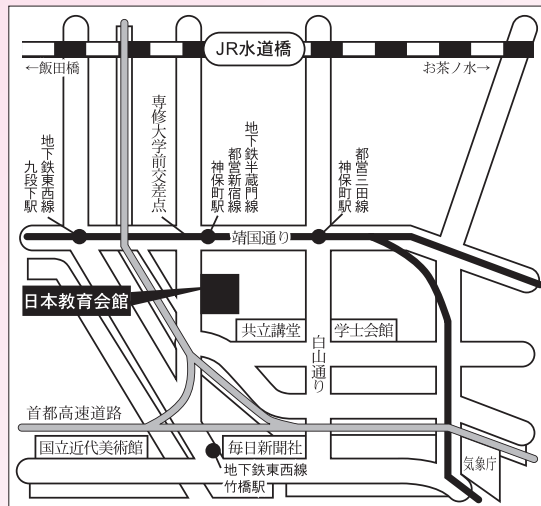 JR水道橋
←飯田橋
お茶ノ水→
地下鉄東西線
九段下駅
専修大学前交差点
地下鉄半蔵門線
都営新宿線
神保町駅
都営三田線
神保町駅
靖国通り
日本教育会館
共立講堂
学士会館
白山通り
首都高速道路
国立近代美術館
毎日新聞社
地下鉄東西線
竹橋駅
気象庁